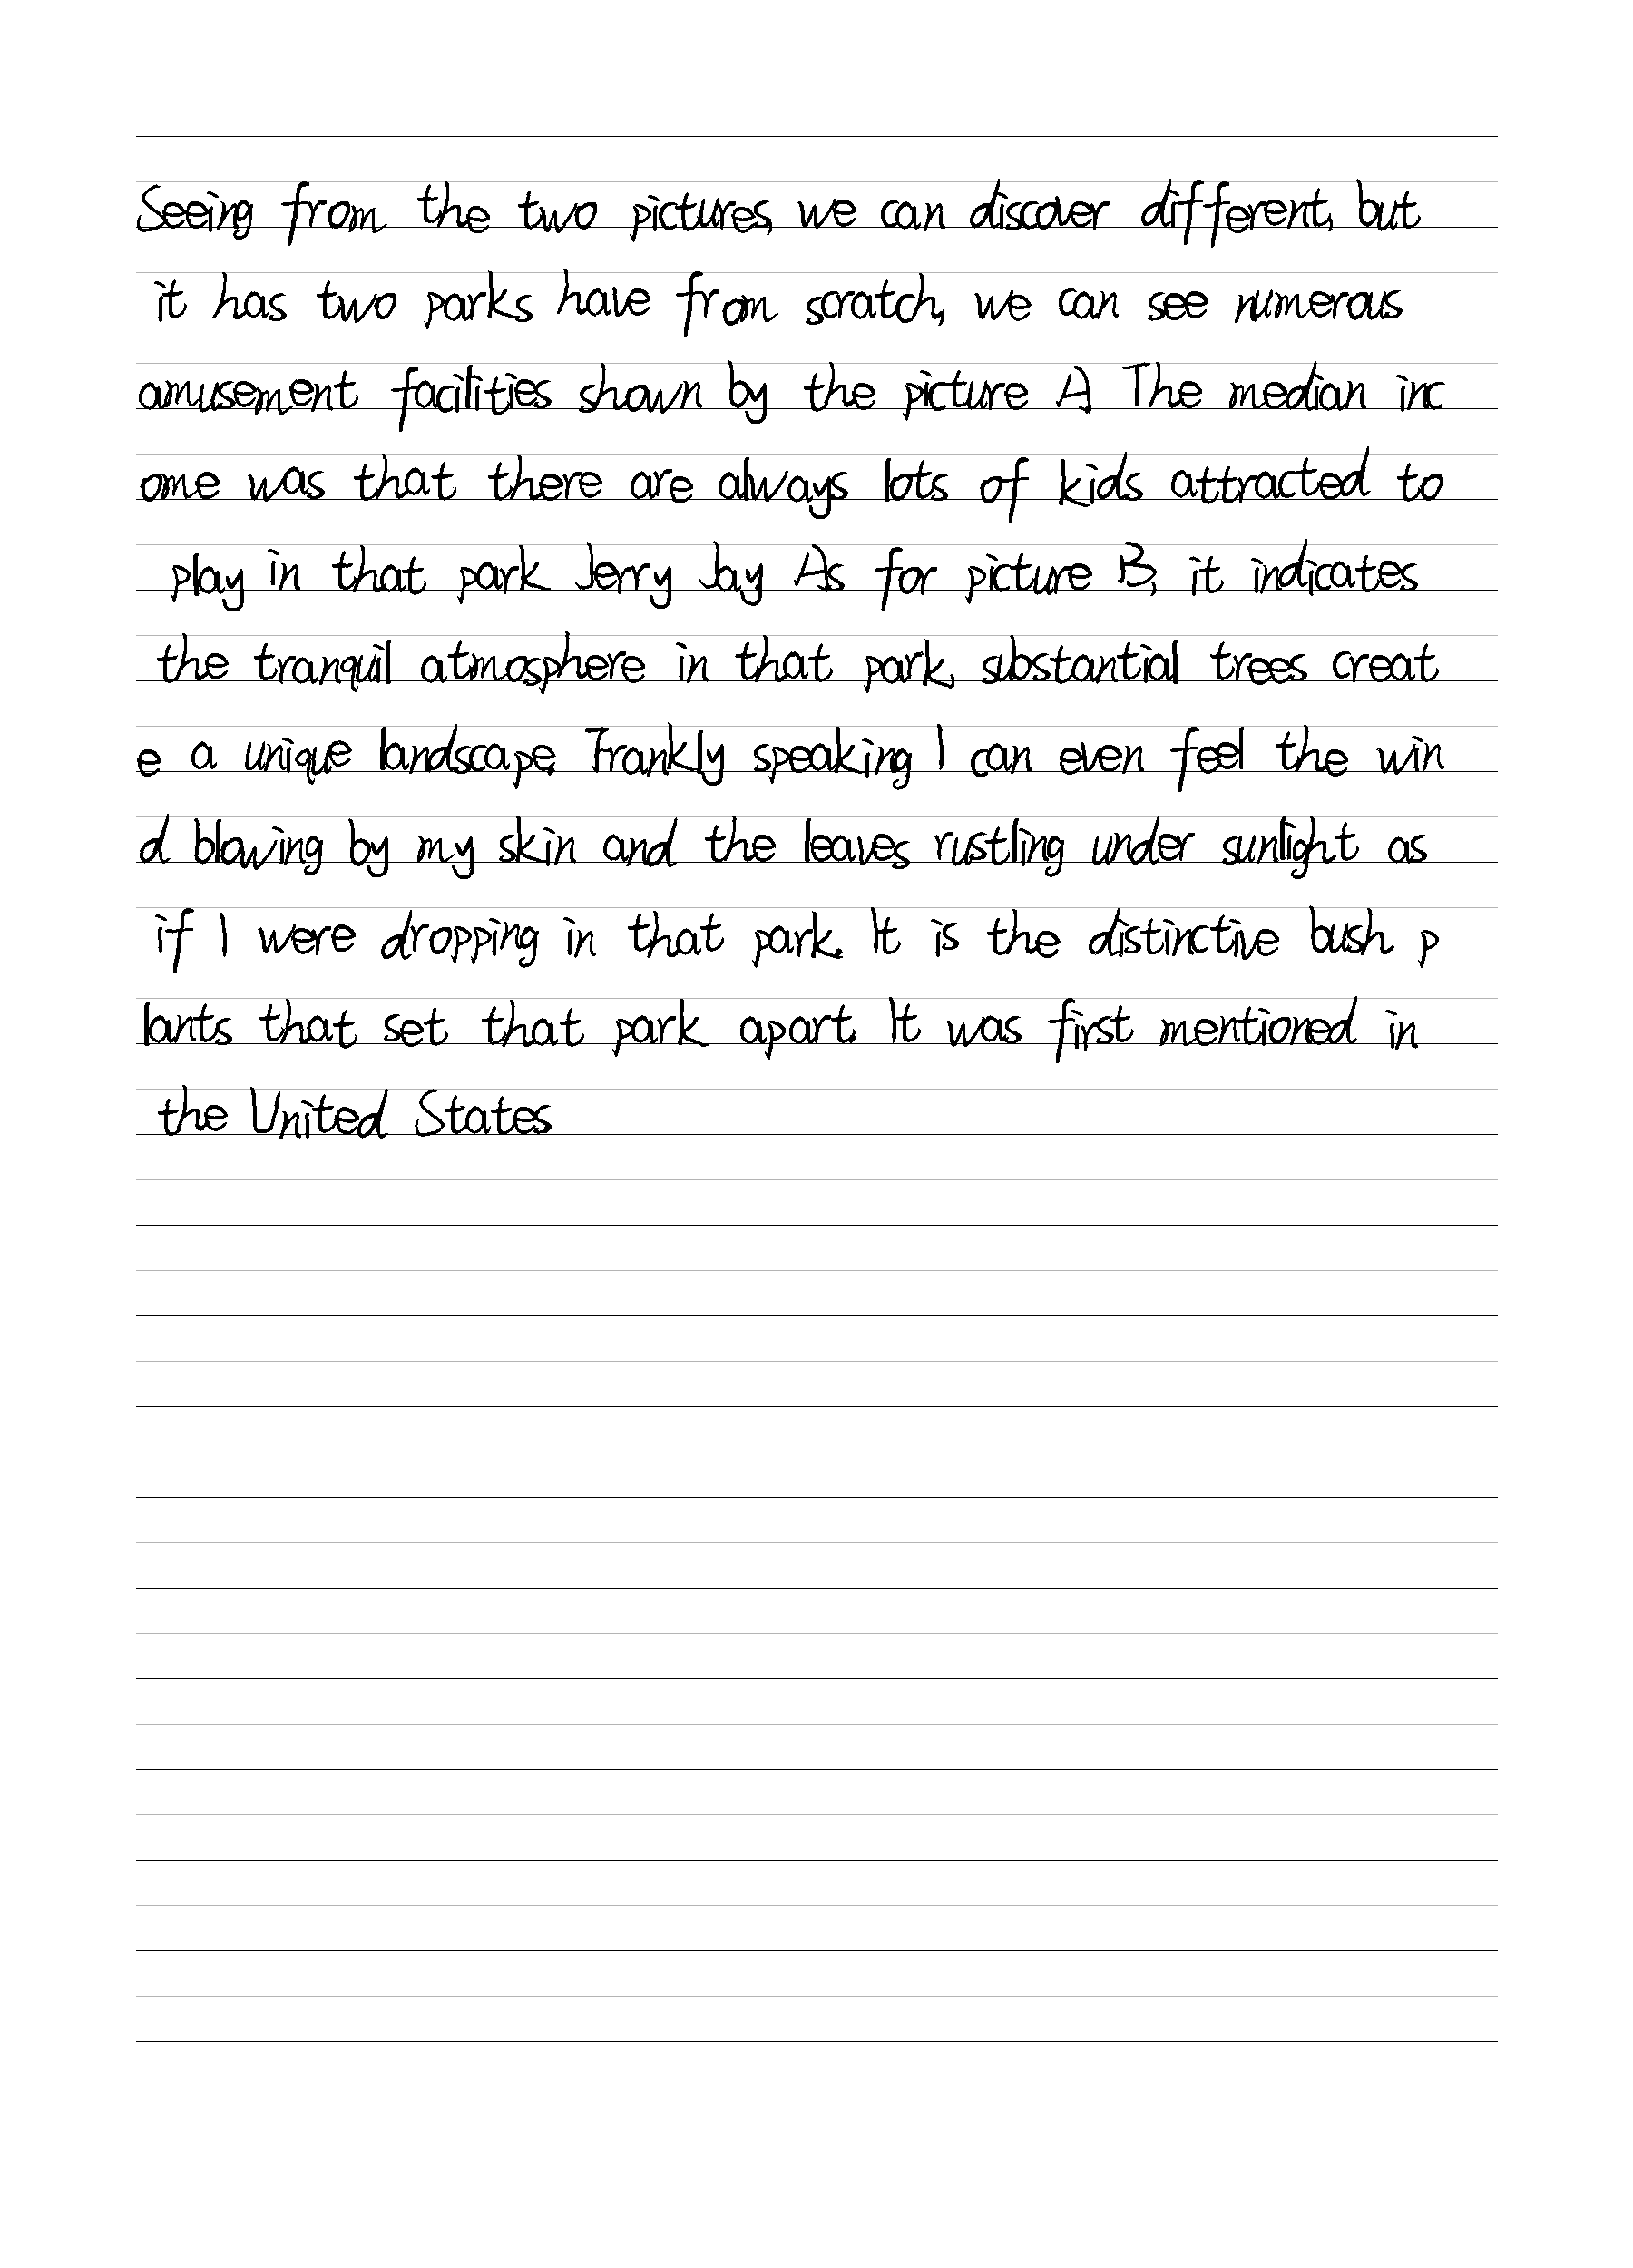 Seeing from the two pictures, we can discover different, but
it has two parks have from scratch, we can see numerous
amusement facilities shown by the picture A The median inc
ome was that there are always lots of kids attracted to
play in that park Jerry Jay As for picture B, it indicates
the tranquil atmosphere in that park, substantial trees creat
e a unique landscape. Frankly speaking I can even feel the win
d blowing by my skin and the leaves rustling under sunlight as
if I were dropping in that park. It is the distinctive bush p
lants that set that park apart. It was first mentioned in
the United States